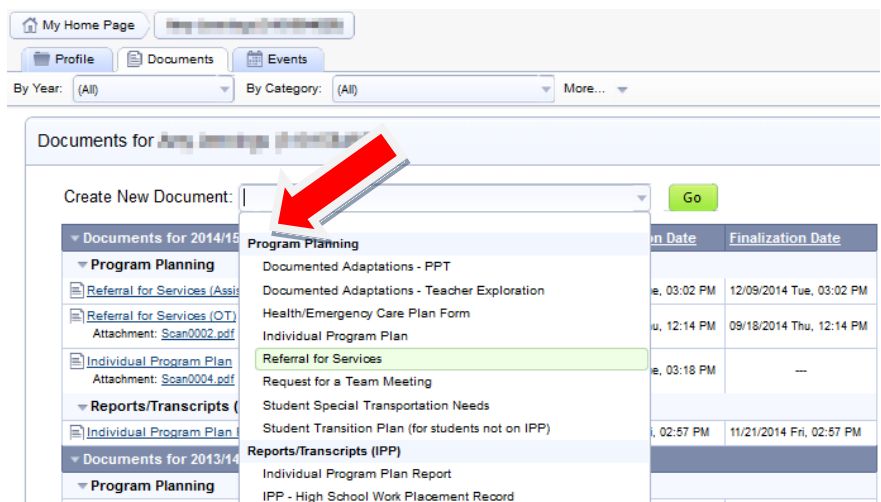 My Home Page
Profile Documents Events
By Year: (All) By Category: (All) More...
Documents for
Create New Document: Go
Documents for 2014/15 Program Planning on Date Finalization Date
Program Planning Documented Adaptations - PPT
Referral for Services (Assis Documented Adaptations - Teacher Exploration e, 03:02 PM 12/09/2014 Tue, 03:02 PM
Referral for Services (OT) Health/Emergency Care Plan Form u, 12:14 PM 09/18/2014 Thu, 12:14 PM
Attachment: Scan0002.pdf Individual Program Plan
Individual Program Plan Referral for Services e, 03:18 PM ---
Attachment: Scan0004.pdf Request for a Team Meeting
Reports/Transcripts ( Student Special Transportation Needs
Individual Program Plan Student Transition Plan (for students not on IPP) i, 02:57 PM 11/21/2014 Fri, 02:57 PM
Documents for 2013/14 Reports/Transcripts (IPP)
Program Planning Individual Program Plan Report
IPP - High School Work Placement Record